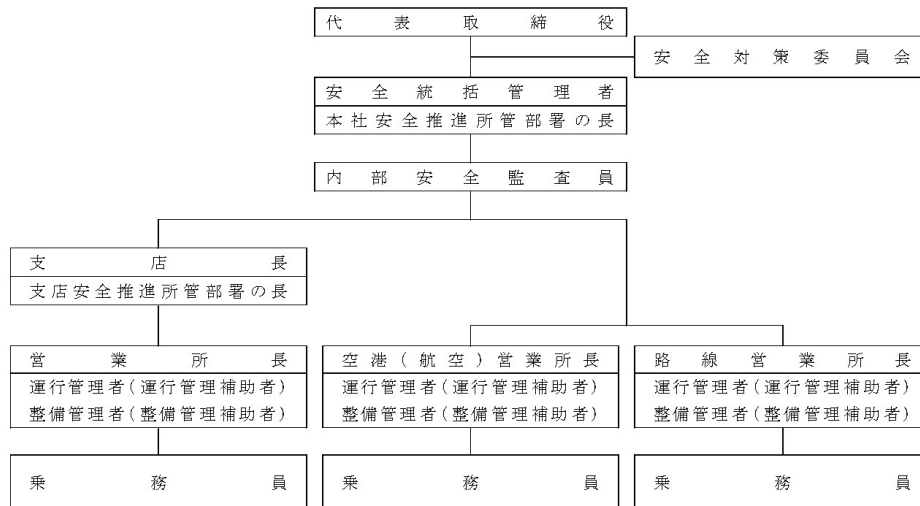 代表取締役
安全対策委員会
安全統括管理者
本社安全推進所管部署の長
内部安全監査員
支店長
支店安全推進所管部署の長
営業所長
運行管理者(運行管理補助者)
整備管理者(整備管理補助者)
空港(航空)営業所長
運行管理者(運行管理補助者)
整備管理者(整備管理補助者)
路線営業所長
運行管理者(運行管理補助者)
整備管理者(整備管理補助者)
乗務員
乗務員
乗務員